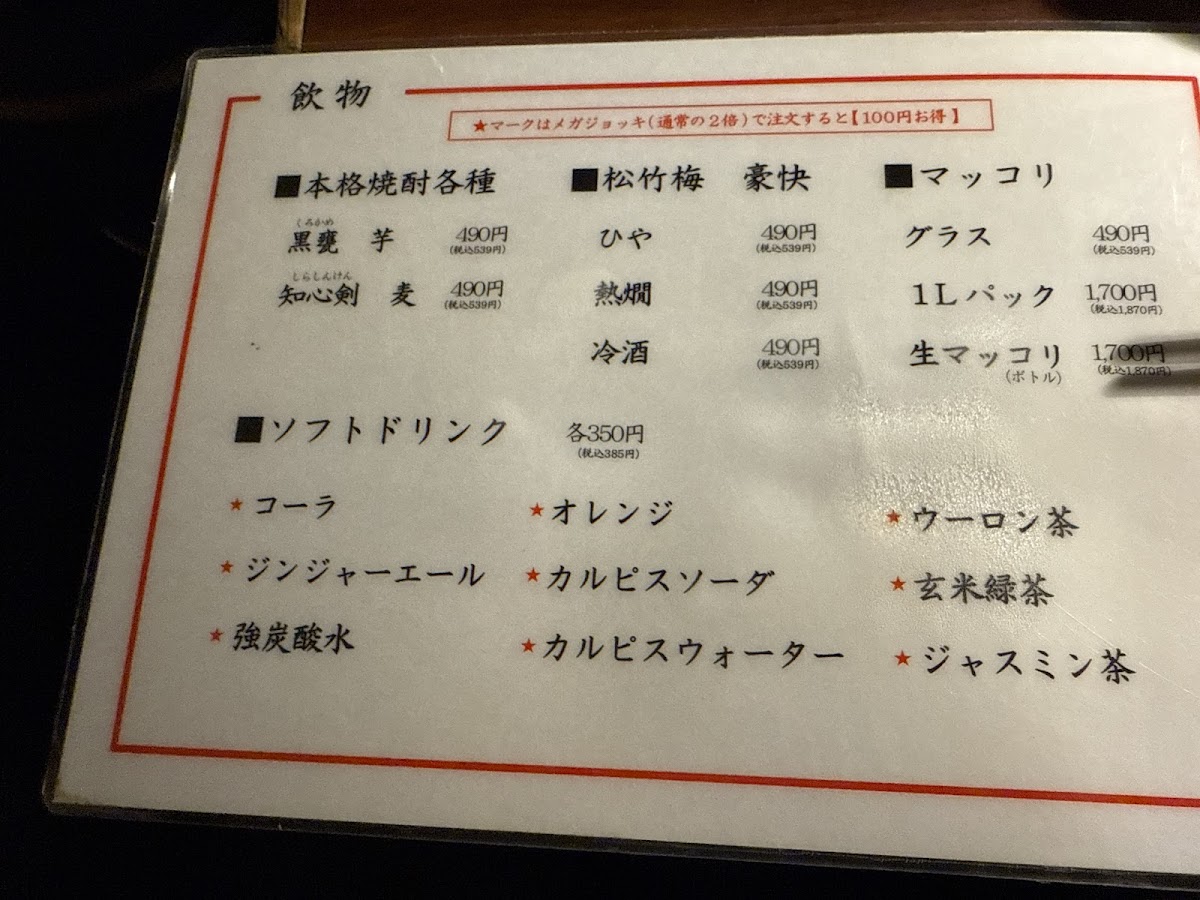 飲物
★マークはメガジョッキ(通常の2倍)で注文すると【100円お得】
■本格焼酎各種
くろかめ
黒甕 芋 490円
(税込539円)
しらしんけん
知心剣 麦 490円
(税込539円)
■松竹梅 豪快
ひや 490円
(税込539円)
熱燗 490円
(税込539円)
冷酒 490円
(税込539円)
■マッコリ
グラス 490円
(税込539円)
1Lパック 1,700円
(税込1,870円)
生マッコリ 1,700円
(ボトル) (税込1,870円)
■ソフトドリンク 各350円
(税込385円)
★コーラ
★ジンジャーエール
★強炭酸水
★オレンジ
★カルピスソーダ
★カルピスウォーター
★ウーロン茶
★玄米緑茶
★ジャスミン茶